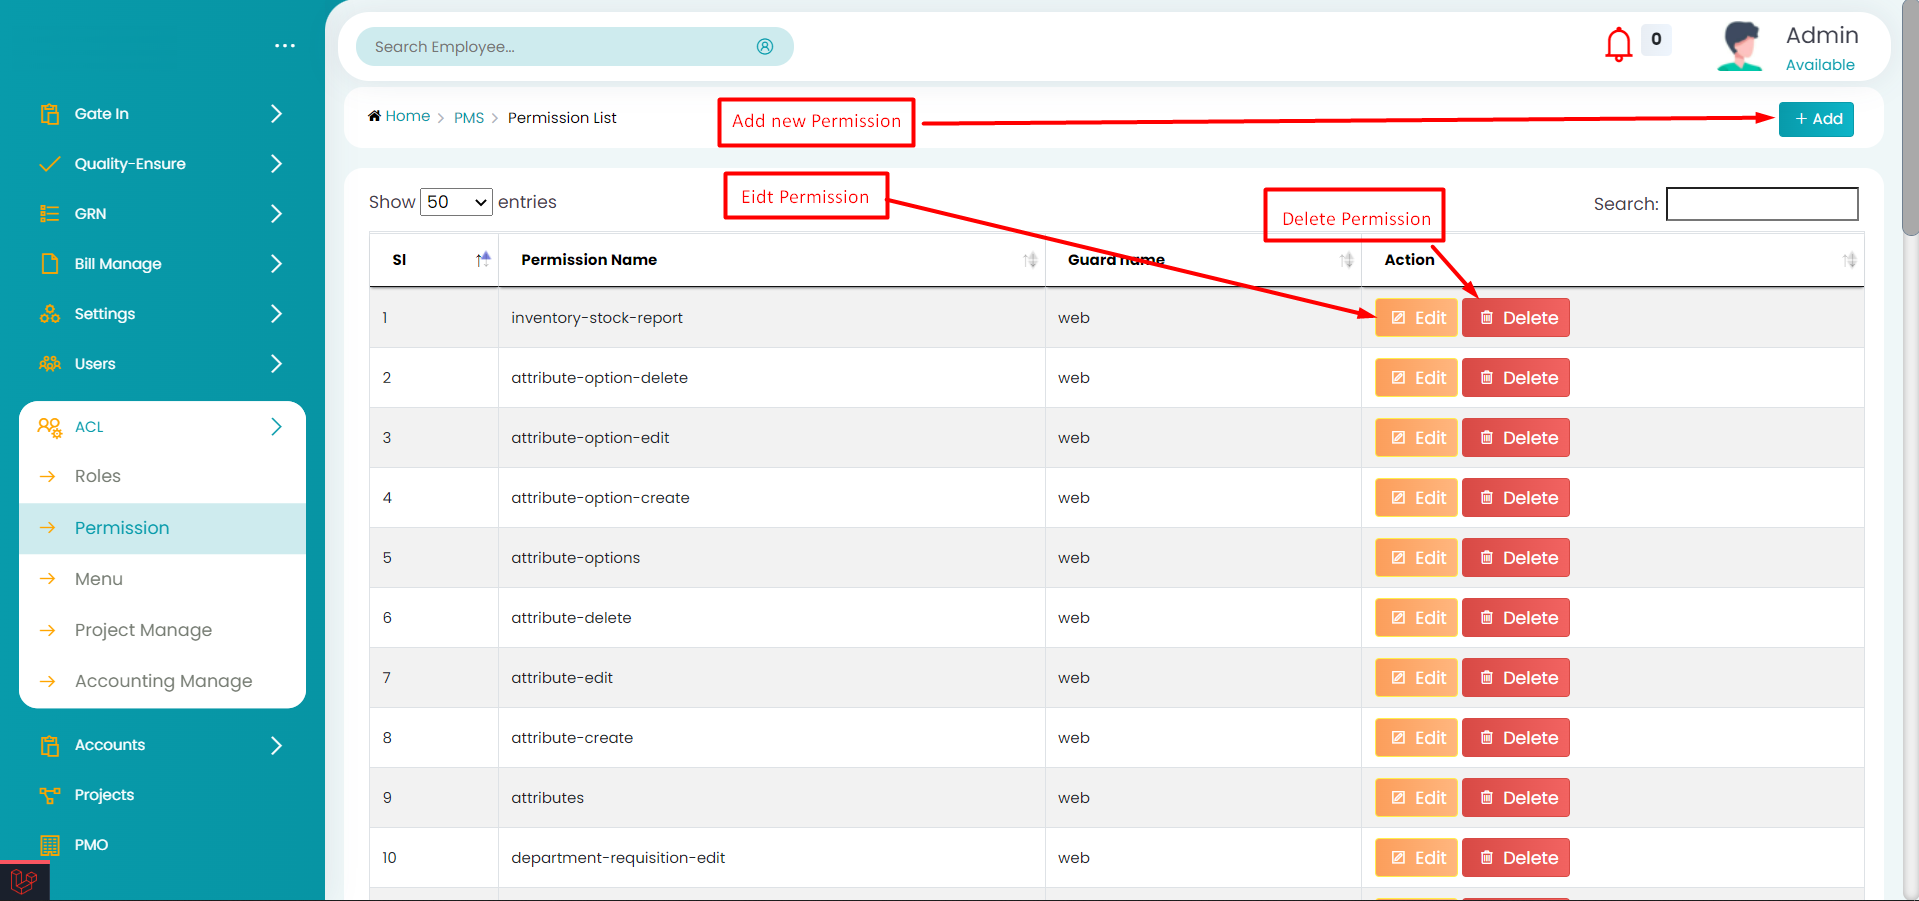 Search Employee...
0
Admin
Available
Gate In
Quality-Ensure
GRN
Bill Manage
Settings
Users
ACL
Roles
Permission
Menu
Project Manage
Accounting Manage
Accounts
Projects
PMO
Home > PMS > Permission List
Add new Permission
+ Add
Show 50 entries
Eidt Permission
Delete Permission
Search:
Sl Permission Name Guard name Action
1 inventory-stock-report web Edit Delete
2 attribute-option-delete web Edit Delete
3 attribute-option-edit web Edit Delete
4 attribute-option-create web Edit Delete
5 attribute-options web Edit Delete
6 attribute-delete web Edit Delete
7 attribute-edit web Edit Delete
8 attribute-create web Edit Delete
9 attributes web Edit Delete
10 department-requisition-edit web Edit Delete